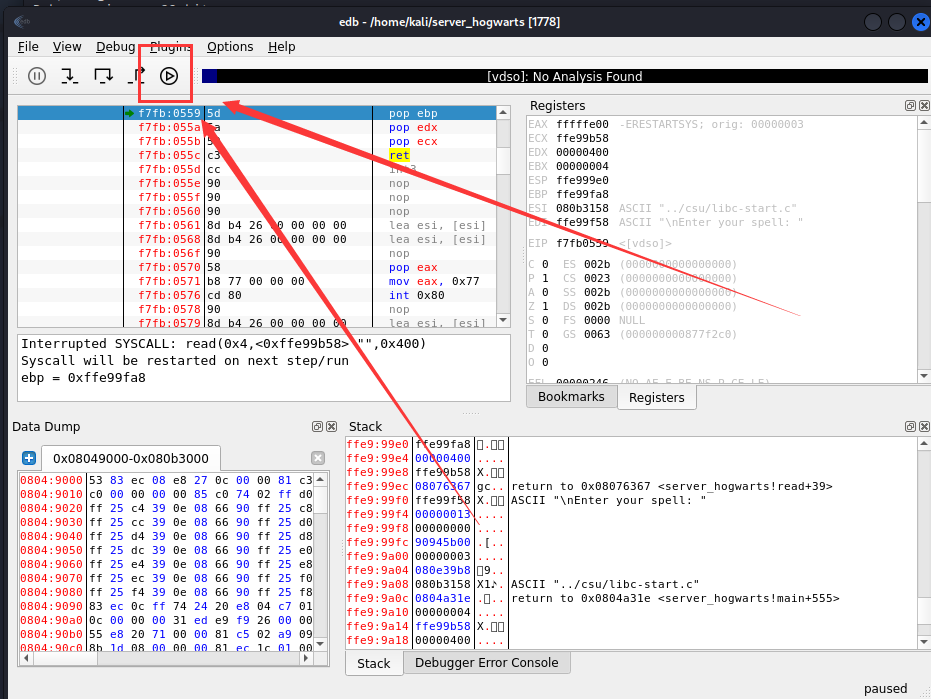 edb - /home/kali/server_hogwarts [1778]
File View Debug Plugins Options Help
[vdso]: No Analysis Found
f7fb:0559 5d pop ebp
f7fb:055a 5a pop edx
f7fb:055b pop ecx
f7fb:055c c3 ret
f7fb:055d cc int3
f7fb:055e 90 nop
f7fb:055f 90 nop
f7fb:0560 90 nop
f7fb:0561 8d b4 26 00 00 00 00 lea esi, [esi]
f7fb:0568 8d b4 26 00 00 00 00 lea esi, [esi]
f7fb:056f 90 nop
f7fb:0570 58 pop eax
f7fb:0571 b8 77 00 00 00 mov eax, 0x77
f7fb:0576 cd 80 int 0x80
f7fb:0578 90 nop
f7fb:0579 8d b4 26 00 00 00 00 lea esi, [esi]
Interrupted SYSCALL: read(0x4,<0xffe99b58> "",0x400)
Syscall will be restarted on next step/run
ebp = 0xffe99fa8
Registers
EAX fffffe00 -ERESTARTSYS; orig: 00000003
ECX ffe99b58
EDX 00000400
EBX 00000004
ESP ffe999e0
EBP ffe99fa8
ESI 080b3158 ASCII "../csu/libc-start.c"
EDI ffe99f58 ASCII "\nEnter your spell: "
EIP f7fb0559 <[vdso]>
C 0 ES 002b (0000000000000000)
P 1 CS 0023 (0000000000000000)
A 0 SS 002b (0000000000000000)
Z 1 DS 002b (0000000000000000)
S 0 FS 0000 NULL
T 0 GS 0063 (000000000877f2c0)
D 0
O 0
EFL 00000246 (NO,AE,E,BE,NS,P,GE,LE)
Bookmarks Registers
Data Dump
0x08049000-0x080b3000
0804:9000 53 83 ec 08 e8 27 0c 00 00 81 c3
0804:9010 c0 00 00 00 00 85 c0 74 02 ff d0
0804:9020 ff 25 c4 39 0e 08 66 90 ff 25 c8
0804:9030 ff 25 cc 39 0e 08 66 90 ff 25 d0
0804:9040 ff 25 d4 39 0e 08 66 90 ff 25 d8
0804:9050 ff 25 dc 39 0e 08 66 90 ff 25 e0
0804:9060 ff 25 e4 39 0e 08 66 90 ff 25 e8
0804:9070 ff 25 ec 39 0e 08 66 90 ff 25 f0
0804:9080 ff 25 f4 39 0e 08 66 90 ff 25 f8
0804:9090 83 ec 0c ff 74 24 20 e8 04 c7 01
0804:90a0 0c 00 00 00 31 ed e9 f9 26 00 00
0804:90b0 55 e8 20 71 00 00 81 c5 02 a9 09
0804:90c0 8b 1d 08 00 00 00 81 ec 1c 01 00
Stack
ffe9:99e0 ffe99fa8
ffe9:99e4 00000400 ....
ffe9:99e8 ffe99b58 X.
ffe9:99ec 08076367 gc.. return to 0x08076367 <server_hogwarts!read+39>
ffe9:99f0 ffe99f58 X. ASCII "\nEnter your spell: "
ffe9:99f4 00000013 ....
ffe9:99f8 00000000 ....
ffe9:99fc 90945b00 .[..
ffe9:9a00 00000003 ....
ffe9:9a04 080e39b8 9..
ffe9:9a08 080b3158 X1♪. ASCII "../csu/libc-start.c"
ffe9:9a0c 0804a31e return to 0x0804a31e <server_hogwarts!main+555>
ffe9:9a10 00000004 ....
ffe9:9a14 ffe99b58 X.
ffe9:9a18 00000400 ....
Stack Debugger Error Console
paused